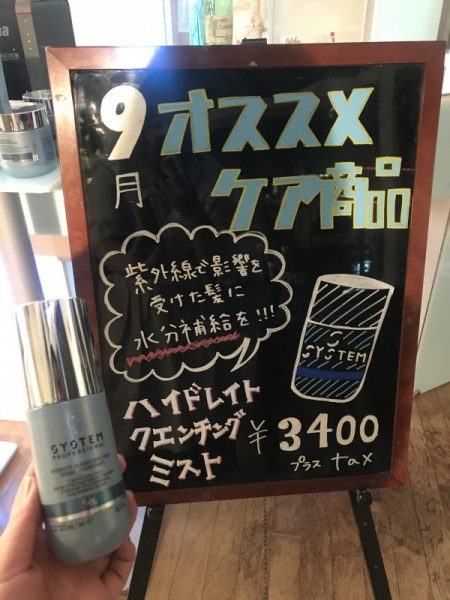 9月
オススメ
ケア商品
紫外線で影響を
受けた髪に
水分補給を!!!
S
SYSTEM
ハイドレイト
クエンチング
ミスト
¥3400
プラス tax
SYSTEM
PROFESSIONAL